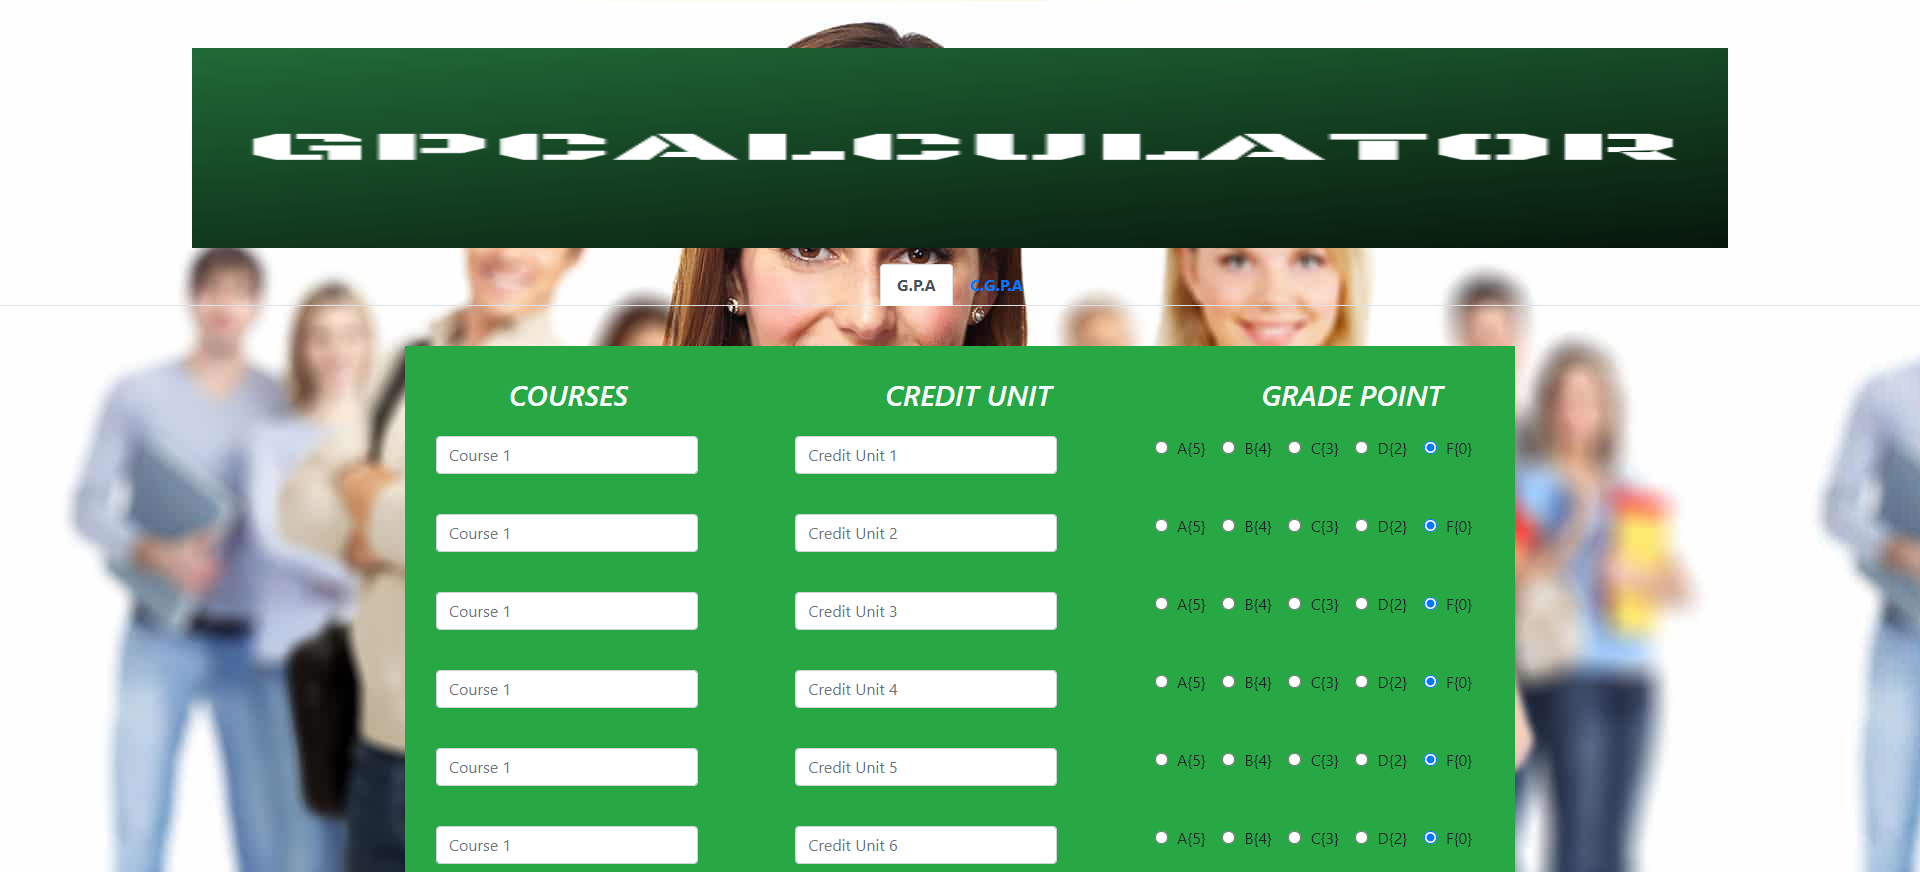 GPCALCULATOR
G.P.A C.G.P.A
COURSES CREDIT UNIT GRADE POINT
Course 1 Credit Unit 1 A{5} B{4} C{3} D{2} F{0}
Course 1 Credit Unit 2 A{5} B{4} C{3} D{2} F{0}
Course 1 Credit Unit 3 A{5} B{4} C{3} D{2} F{0}
Course 1 Credit Unit 4 A{5} B{4} C{3} D{2} F{0}
Course 1 Credit Unit 5 A{5} B{4} C{3} D{2} F{0}
Course 1 Credit Unit 6 A{5} B{4} C{3} D{2} F{0}